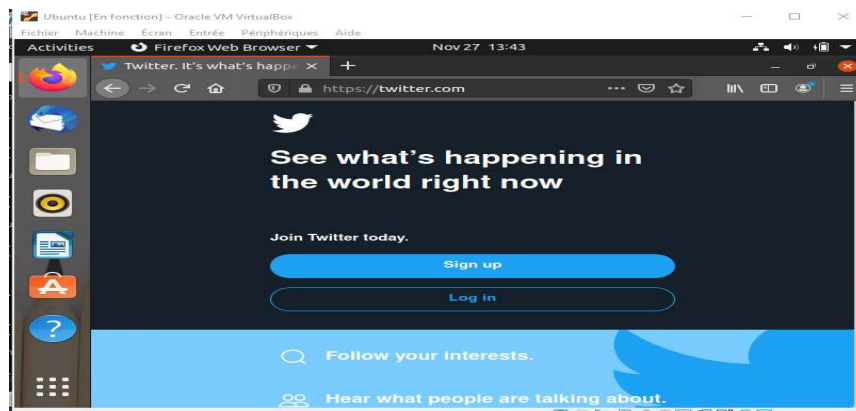 Ubuntu [En fonction] - Oracle VM VirtualBox
Fichier Machine Écran Entrée Périphériques Aide
Activities Firefox Web Browser Nov 27 13:43
Twitter. It's what's happe
https://twitter.com
See what's happening in
the world right now
Join Twitter today.
Sign up
Log in
Follow your interests.
Hear what people are talking about.